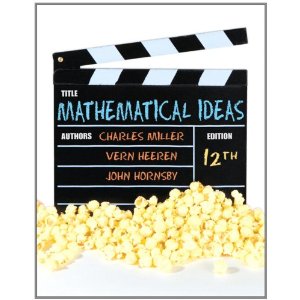 TITLE
MATHEMATICAL IDEAS
AUTHORS CHARLES MILLER EDITION
VERN HEEREN 12TH
JOHN HORNSBY